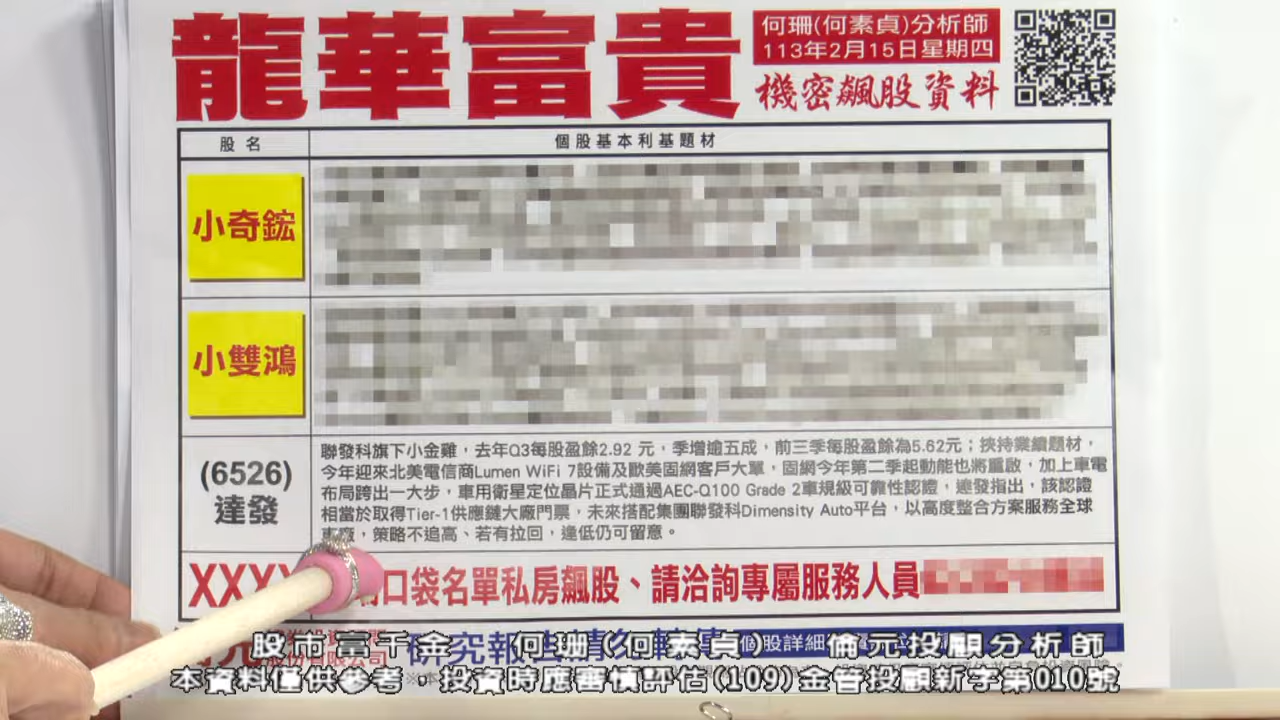 龍華富貴
何珊(何素貞)分析師
113年2月15日星期四
機密飆股資料
股名
個股基本利基題材
小奇鋐
小雙鴻
(6526)
達發
聯發科旗下小金雞，去年Q3每股盈餘2.92 元，季增逾五成，前三季每股盈餘為5.62元；挾持業績題材，
今年迎來北美電信商Lumen WiFi 7設備及歐美固網客戶大單，固網今年第二季起動能也將重啟，加上車電
布局跨出一大步，車用衛星定位晶片正式通過AEC-Q100 Grade 2車規級可靠性認證，達發指出，該認證
相當於取得Tier-1供應鏈大廠門票，未來搭配集團聯發科Dimensity Auto平台，以高度整合方案服務全球
車廠，策略不追高、若有拉回，逢低仍可留意。
XXXX
口袋名單私房飆股、請洽詢專屬服務人員
股市富千金 何珊(何素貞) 倫元投顧分析師
本資料僅供參考，投資時應審慎評估(109)金管投顧新字第010號